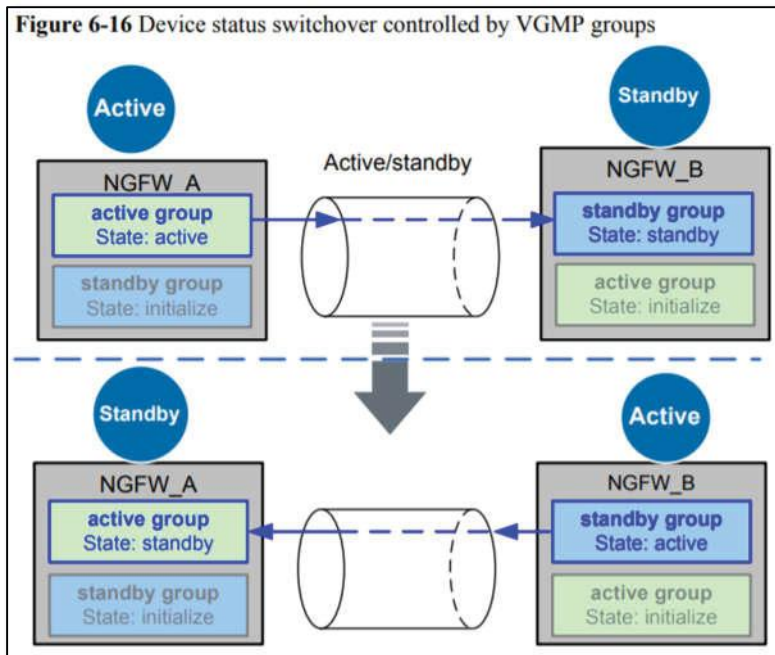 Figure 6-16 Device status switchover controlled by VGMP groups
Active
Standby
Active/standby
NGFW_A
active group
State: active
standby group
State: initialize
NGFW_B
standby group
State: standby
active group
State: initialize
Standby
Active
NGFW_A
active group
State: standby
standby group
State: initialize
NGFW_B
standby group
State: active
active group
State: initialize